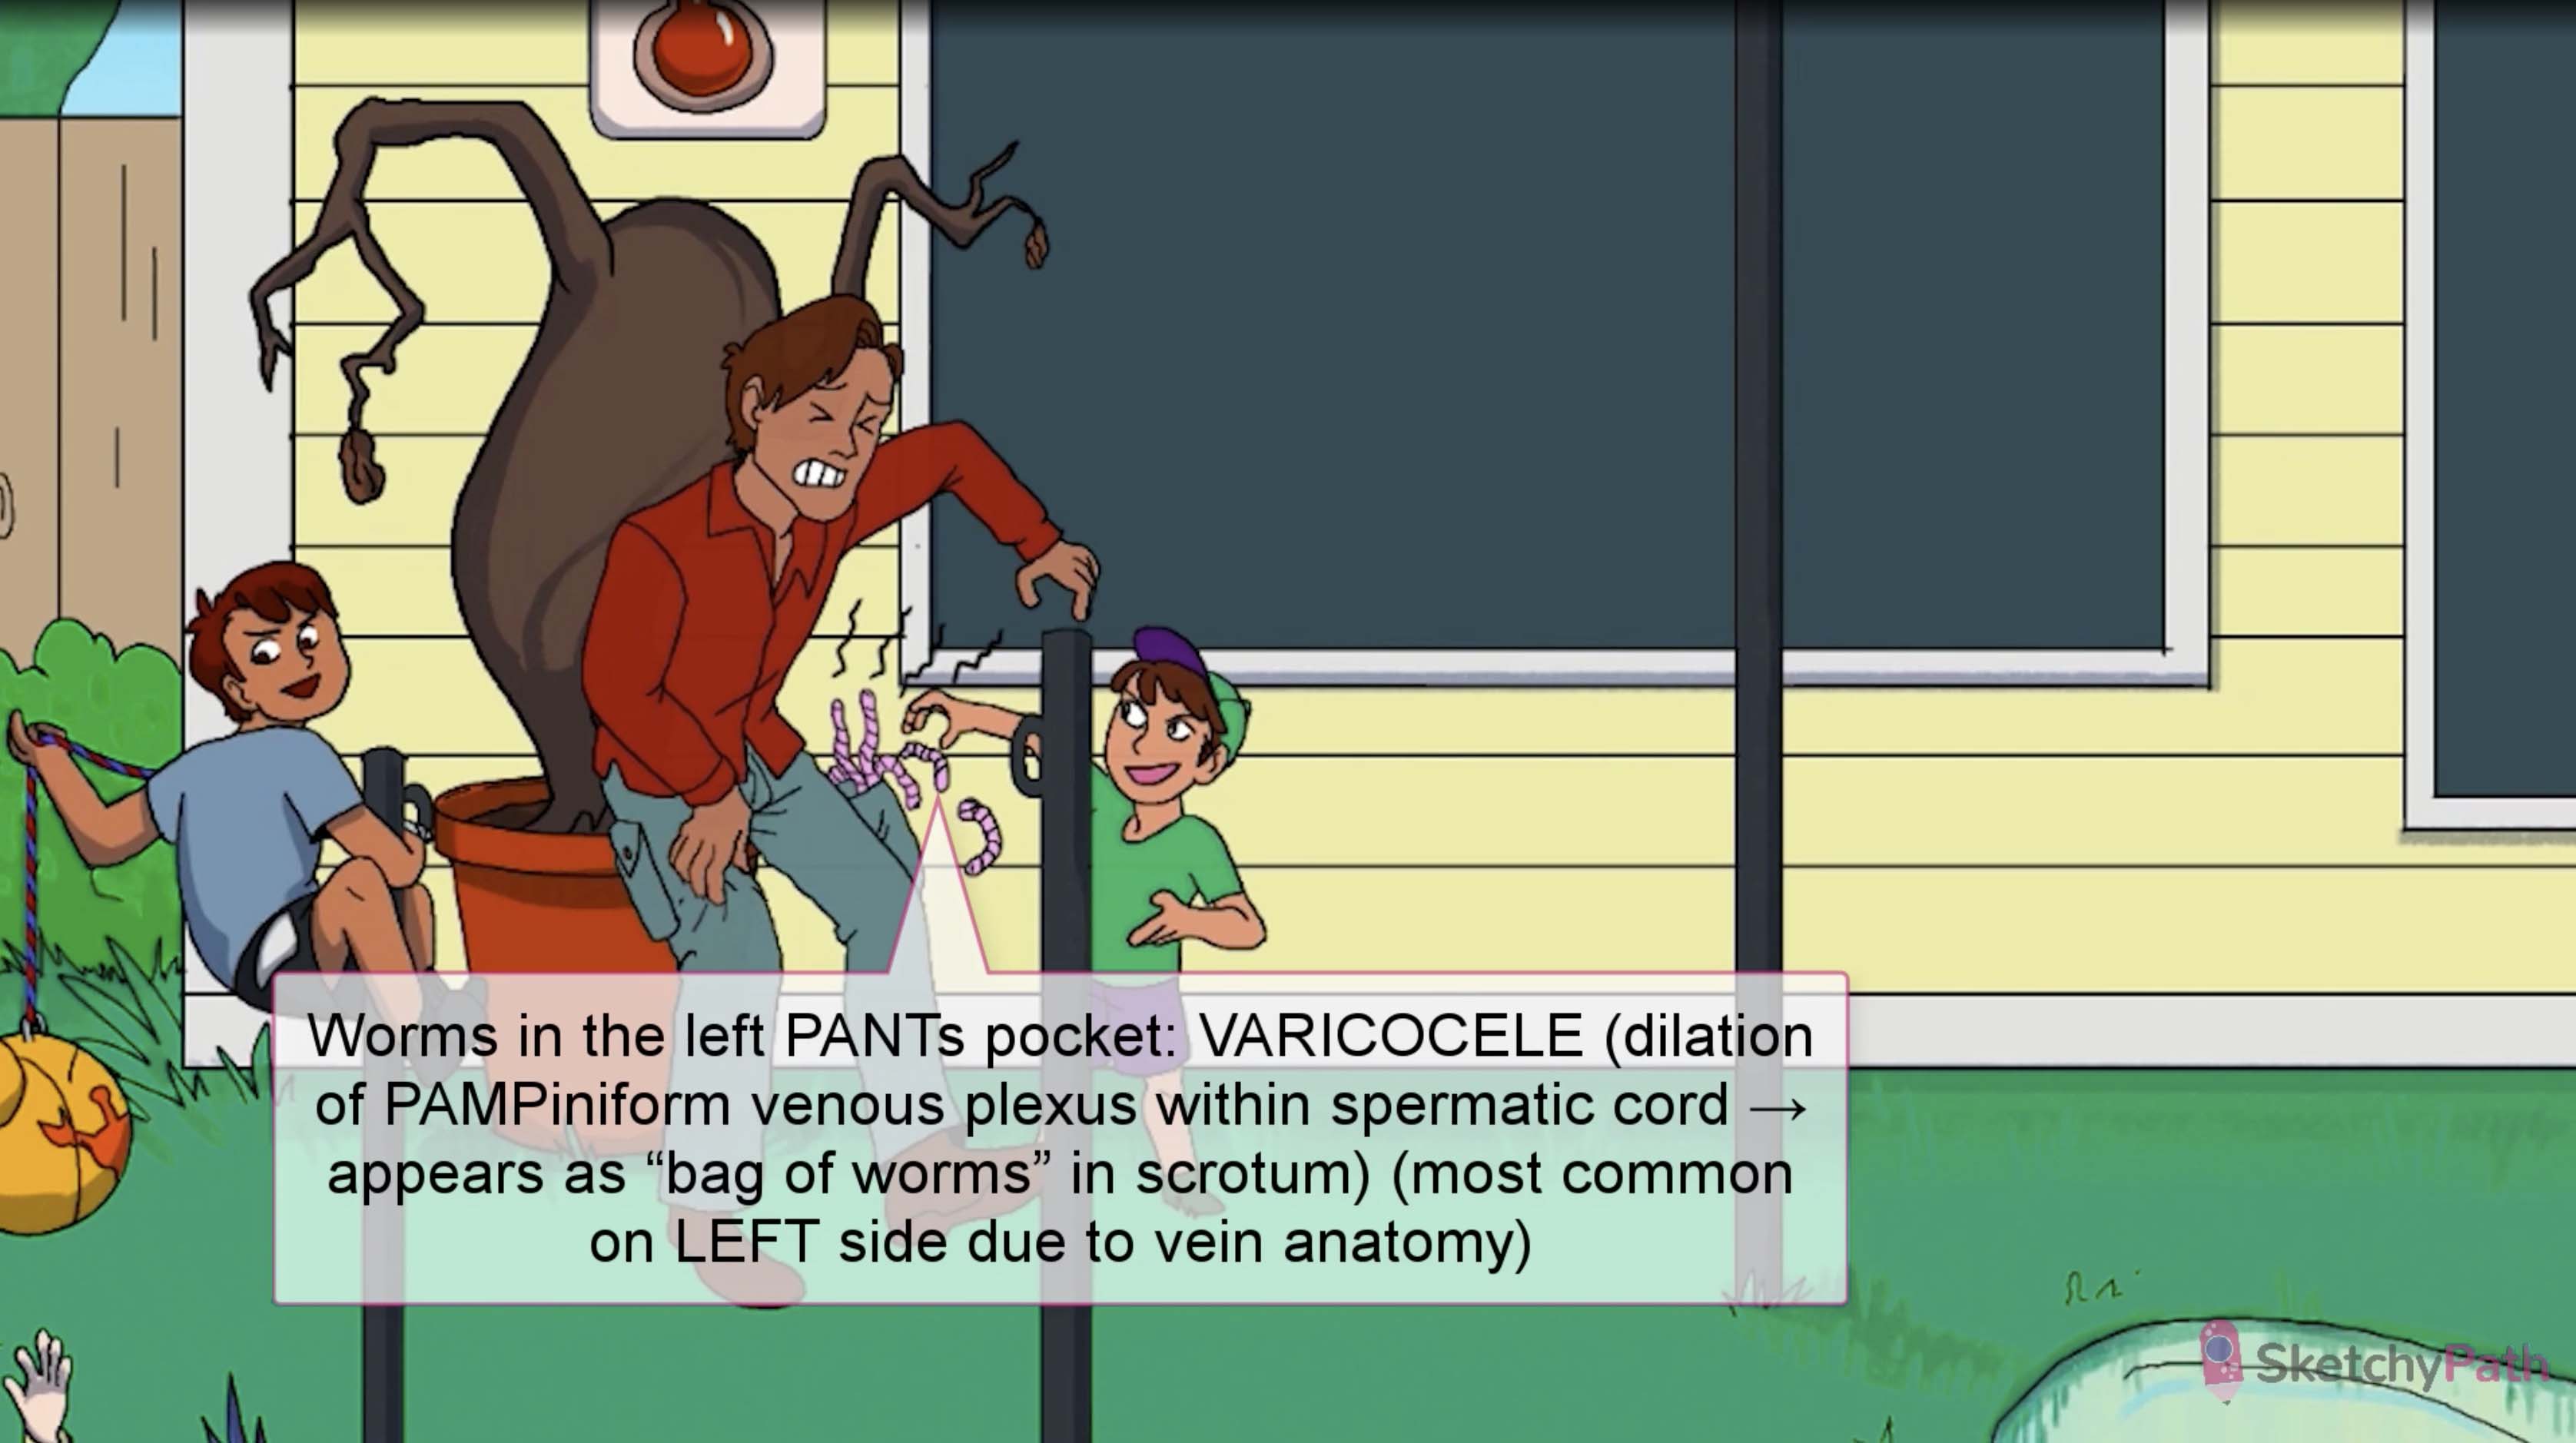 Worms in the left PANTs pocket: VARICOCELE (dilation
of PAMPiniform venous plexus within spermatic cord →
appears as “bag of worms” in scrotum) (most common
on LEFT side due to vein anatomy)
SketchyPath